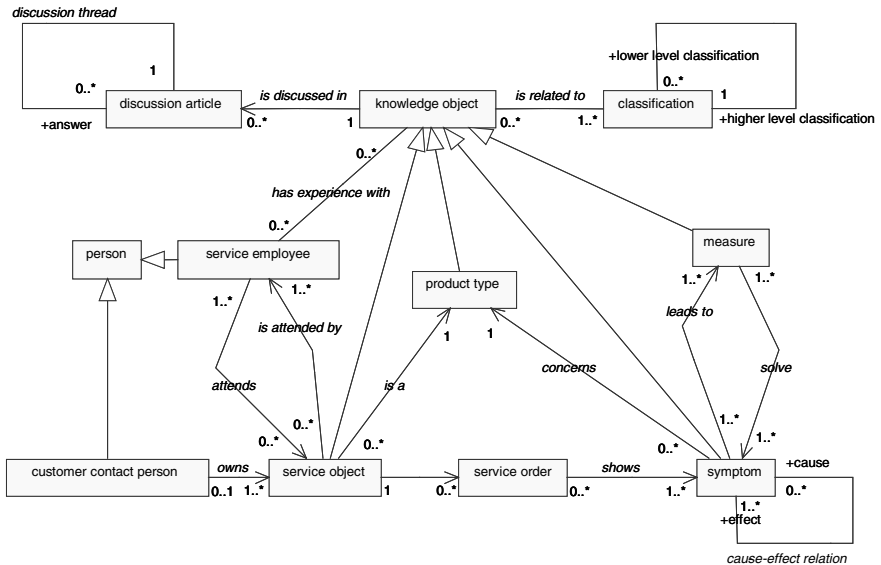 discussion thread
+lower level classification
0..*
1
0..*
1
discussion article
is discussed in
knowledge object
is related to
classification
+answer
0..*
1
0..*
1..*
+higher level classification
0..*
has experience with
0..*
person
service employee
measure
1..*
1..*
1..*
1..*
product type
is attended by
1
1
leads to
attends
is a
concerns
solve
0..*
0..*
0..*
0..*
1..*
1..*
customer contact person
owns
service object
service order
shows
symptom
+cause
0..1
1..*
1
0..*
0..*
1..*
0..*
1..*
+effect
cause-effect relation